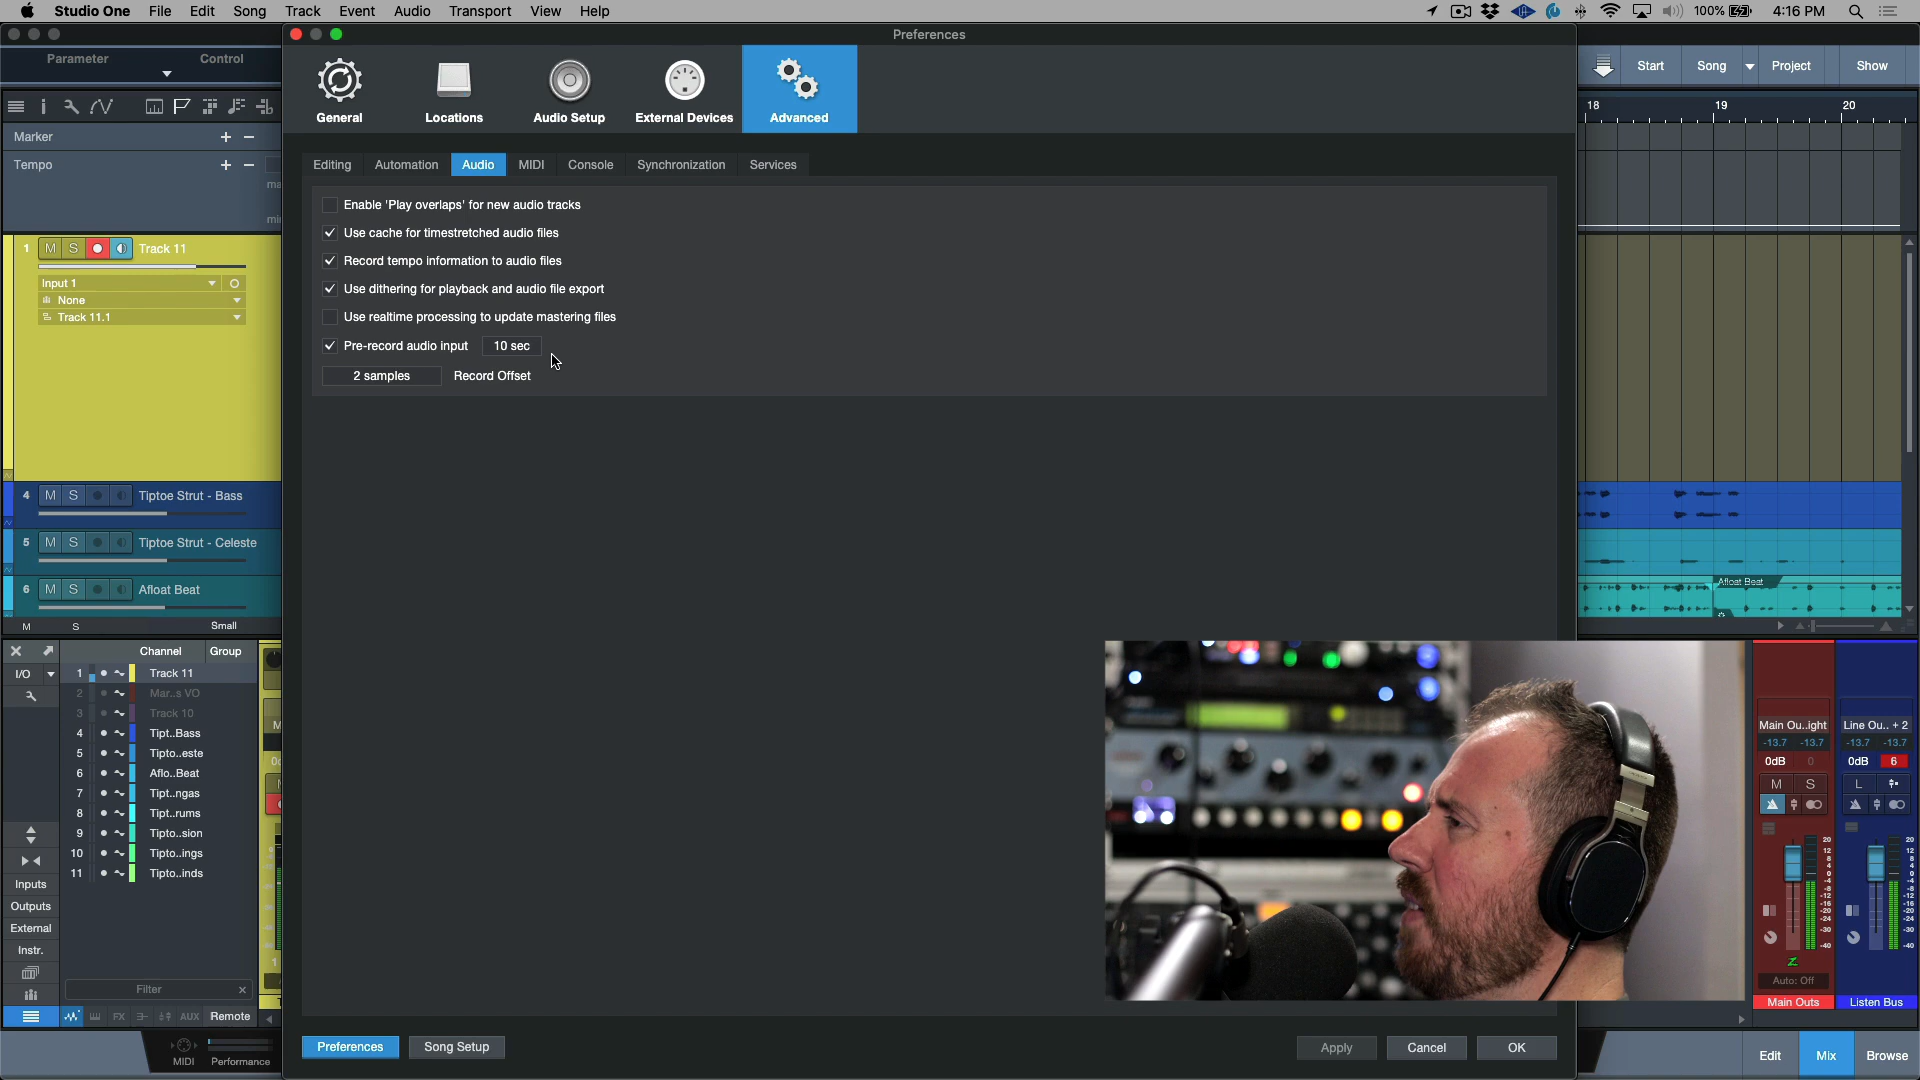 Studio One File Edit Song Track Event Audio Transport View Help
100% 4:16 PM
Preferences
Parameter Control
General Locations Audio Setup External Devices Advanced
Start Song Project Show
18 19 20
Marker
Tempo
Editing Automation Audio MIDI Console Synchronization Services
Enable 'Play overlaps' for new audio tracks
Use cache for timestretched audio files
Record tempo information to audio files
Use dithering for playback and audio file export
Use realtime processing to update mastering files
Pre-record audio input 10 sec
2 samples Record Offset
1 M S Track 11
Input 1
None
Track 11.1
4 M S Tiptoe Strut - Bass
5 M S Tiptoe Strut - Celeste
6 M S Afloat Beat
Afloat Beat
M S Small
Channel Group
I/O
1 Track 11
2 Mar..s VO
3 Track 10
4 Tipt..Bass
5 Tipto..este
6 Aflo..Beat
7 Tipt..ngas
8 Tipt..rums
9 Tipto..sion
10 Tipto..ings
11 Tipto..inds
Inputs
Outputs
External
Instr.
Filter
FX AUX Remote
MIDI Performance
Preferences Song Setup
Apply Cancel OK
Main Ou..ight Line Ou.. + 2
-13.7 -13.7 -13.7 -13.7
0dB 0 0dB 6
M S L
Auto: Off
Main Outs Listen Bus
Edit Mix Browse